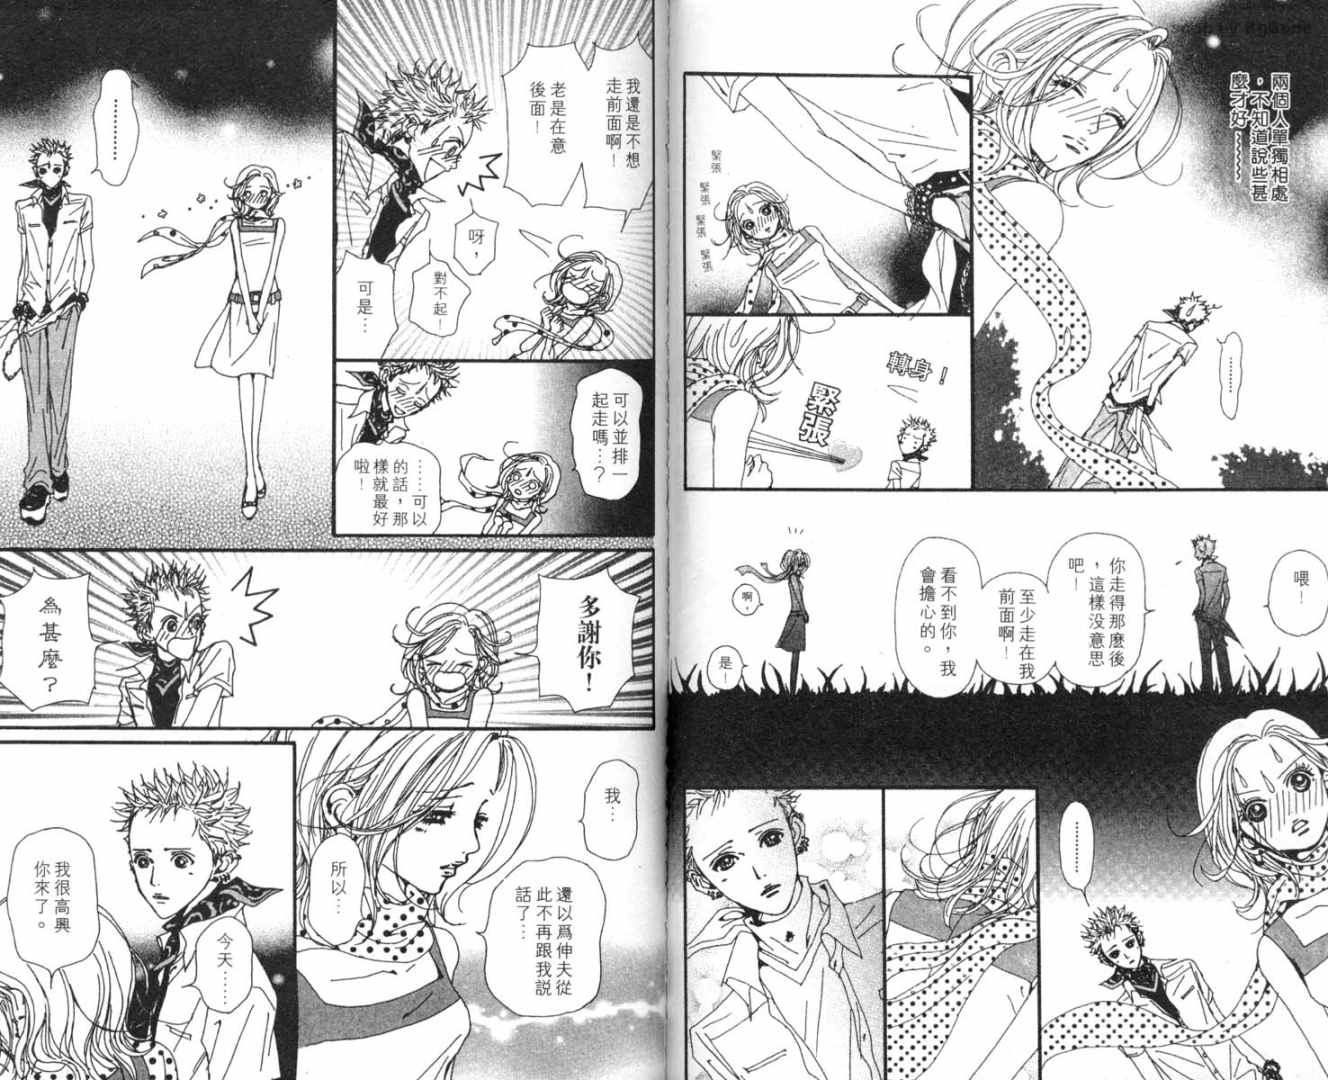 兩個人單獨相處
，不知道說些甚
麼才好～～～～
緊張
緊張
緊張
緊張
………
轉身！
緊張
喂！
你走得那麼後
，這樣没意思
吧！
至少走在我
前面啊！
看不到你，我
會擔心的。
啊，
是！
………
我還是不想
走前面啊！
老是在意
後面！
呀，
對不起！
可是…
………
可以並排一
起走嗎…？
……可以
的話，那
樣就最好
啦！
多謝你！
為甚麼？
我…
還以爲伸夫從
此不再跟我說
話了…
所以…
今天……
我很高興
你來了。